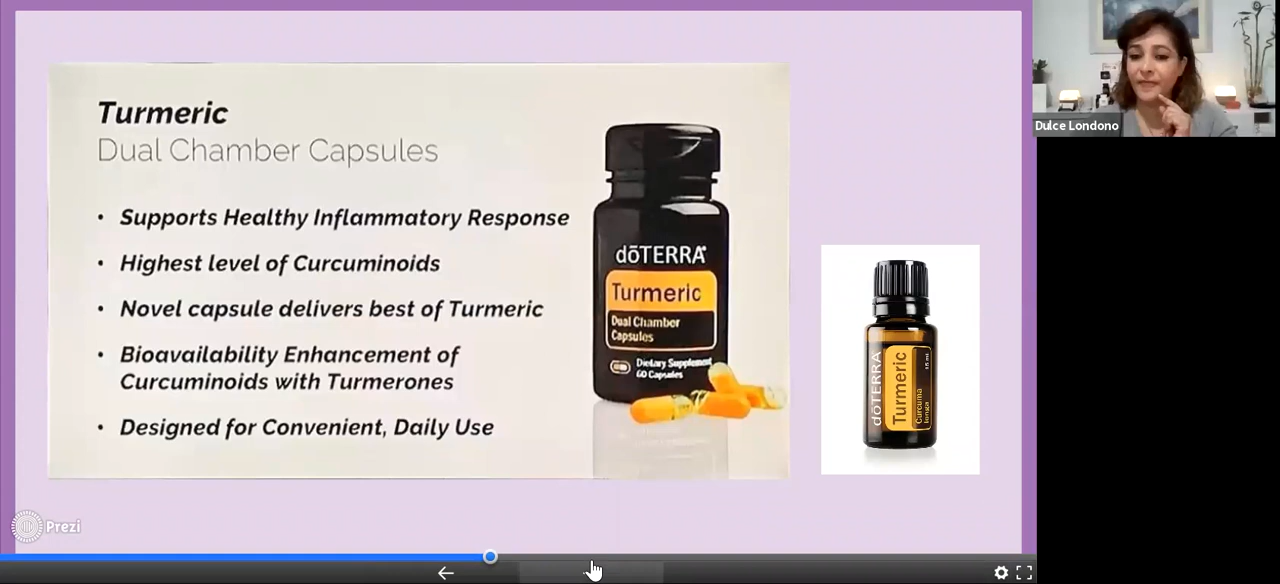 Turmeric
Dual Chamber Capsules
• Supports Healthy Inflammatory Response
• Highest level of Curcuminoids
• Novel capsule delivers best of Turmeric
• Bioavailability Enhancement of
Curcuminoids with Turmerones
• Designed for Convenient, Daily Use
dōTERRA®
Turmeric
Dual Chamber
Capsules
Dietary Supplement
60 Capsules
dōTERRA
Turmeric
Curcuma
longa
15 ml
Dulce Londono
Prezi